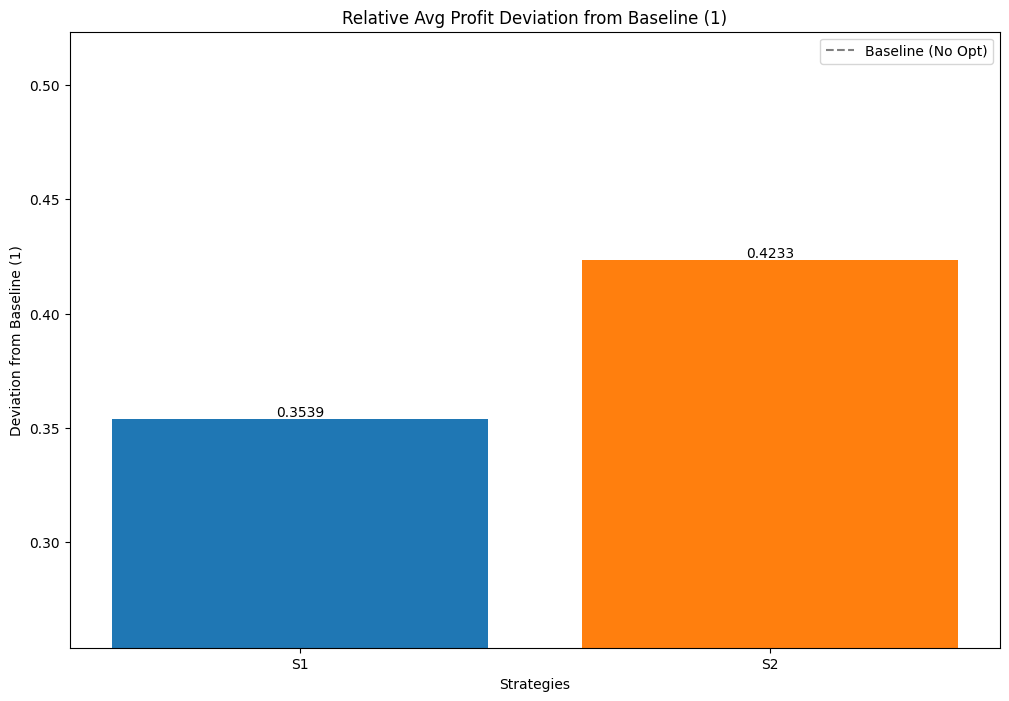 Relative Avg Profit Deviation from Baseline (1)
Baseline (No Opt)
Deviation from Baseline (1)
0.50
0.45
0.40
0.35
0.30
0.3539
0.4233
S1
S2
Strategies